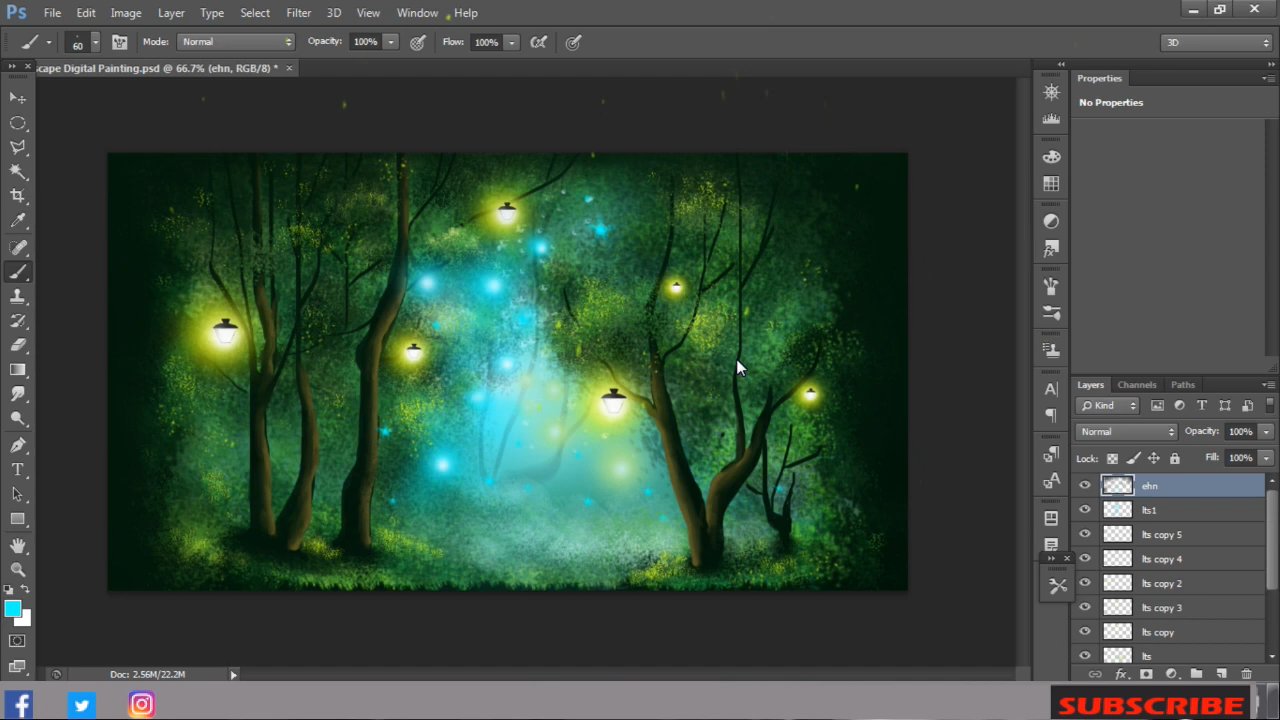 Ps File Edit Image Layer Type Select Filter 3D View Window Help
60 Mode: Normal Opacity: 100% Flow: 100% 3D
scape Digital Painting.psd @ 66.7% (ehn, RGB/8) * ×
Properties
No Properties
Layers Channels Paths
Kind
Normal Opacity: 100%
Lock: Fill: 100%
ehn
lts1
lts copy 5
lts copy 4
lts copy 2
lts copy 3
lts copy
lts
Doc: 2.56M/22.2M
SUBSCRIBE